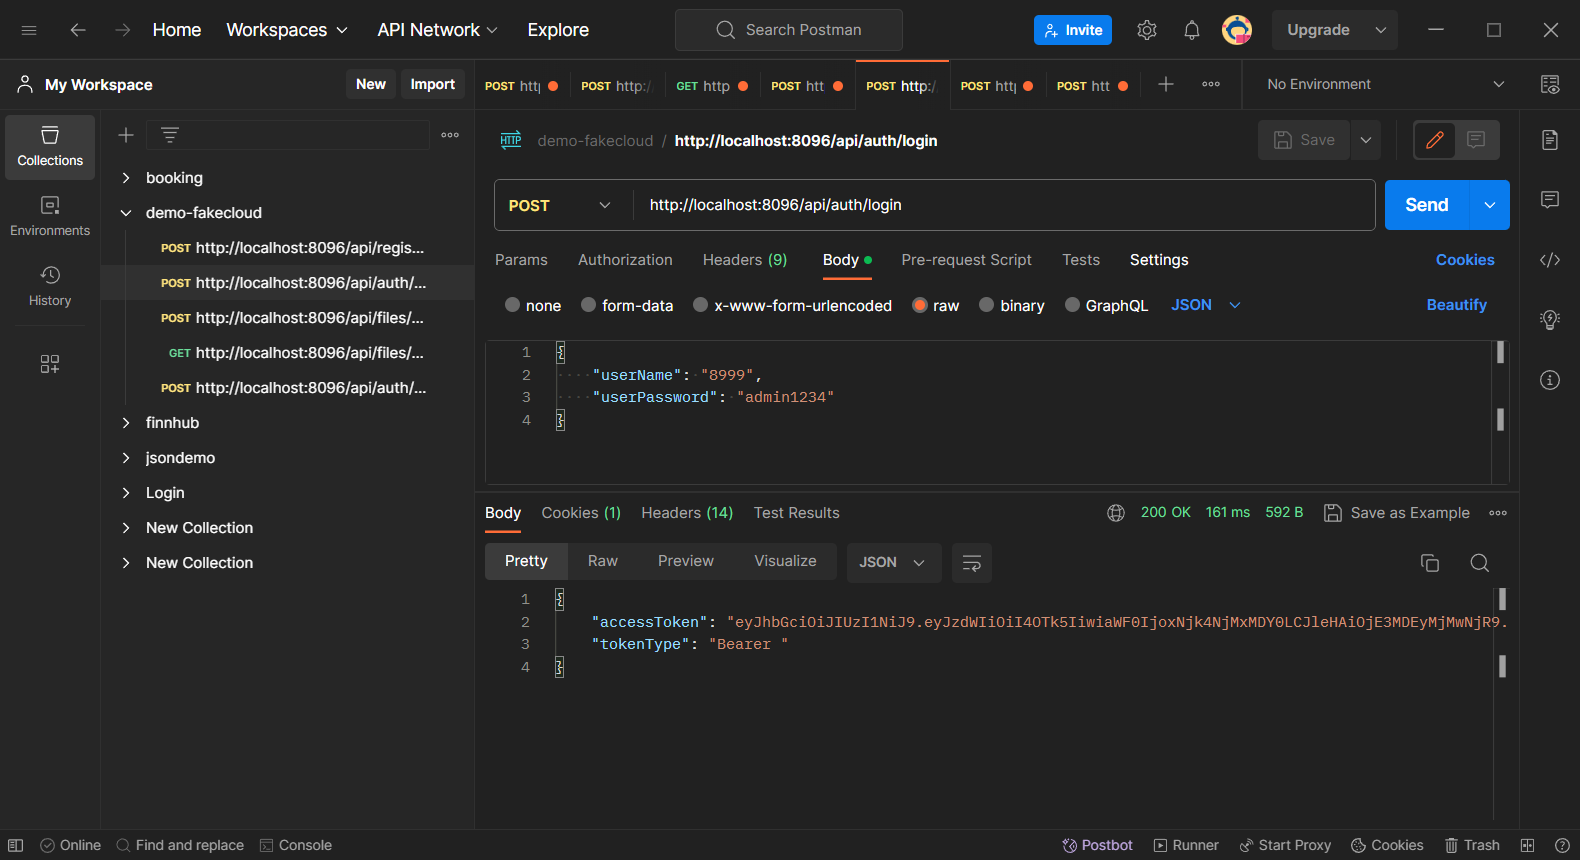 Home Workspaces API Network Explore Search Postman Invite Upgrade
My Workspace New Import
POST http POST http:/ GET http POST htt POST http:/ POST http POST htt No Environment
Collections
Environments
History
booking
demo-fakecloud
POST http://localhost:8096/api/regis...
POST http://localhost:8096/api/auth/...
POST http://localhost:8096/api/files/...
GET http://localhost:8096/api/files/...
POST http://localhost:8096/api/auth/...
finnhub
jsondemo
Login
New Collection
New Collection
HTTP demo-fakecloud / http://localhost:8096/api/auth/login Save
POST http://localhost:8096/api/auth/login Send
Params Authorization Headers (9) Body Pre-request Script Tests Settings Cookies
none form-data x-www-form-urlencoded raw binary GraphQL JSON Beautify
1 {
2 "userName": "8999",
3 "userPassword": "admin1234"
4 }
Body Cookies (1) Headers (14) Test Results 200 OK 161 ms 592 B Save as Example
Pretty Raw Preview Visualize JSON
1 {
2 "accessToken": "eyJhbGciOiJIUzI1NiJ9.eyJzdWIiOiI4OTk5IiwiaWF0IjoxNjk4NjMxMDY0LCJleHAiOjE3MDEyMjMwNjR9.
3 "tokenType": "Bearer "
4 }
Online Find and replace Console Postbot Runner Start Proxy Cookies Trash